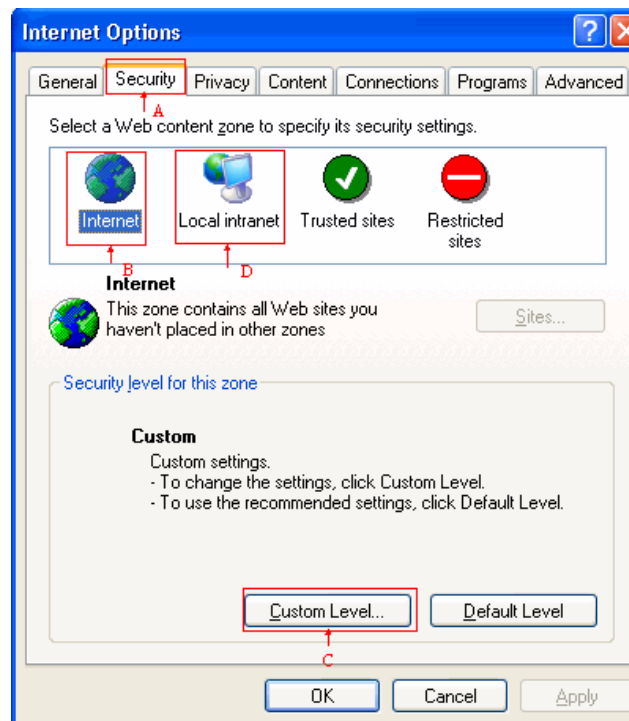 Internet Options
?
General Security Privacy Content Connections Programs Advanced
A
Select a Web content zone to specify its security settings.
Internet Local intranet Trusted sites Restricted sites
B D
Internet
This zone contains all Web sites you
haven't placed in other zones
Sites...
Security level for this zone
Custom
Custom settings.
- To change the settings, click Custom Level.
- To use the recommended settings, click Default Level.
Custom Level... Default Level
C
OK Cancel Apply